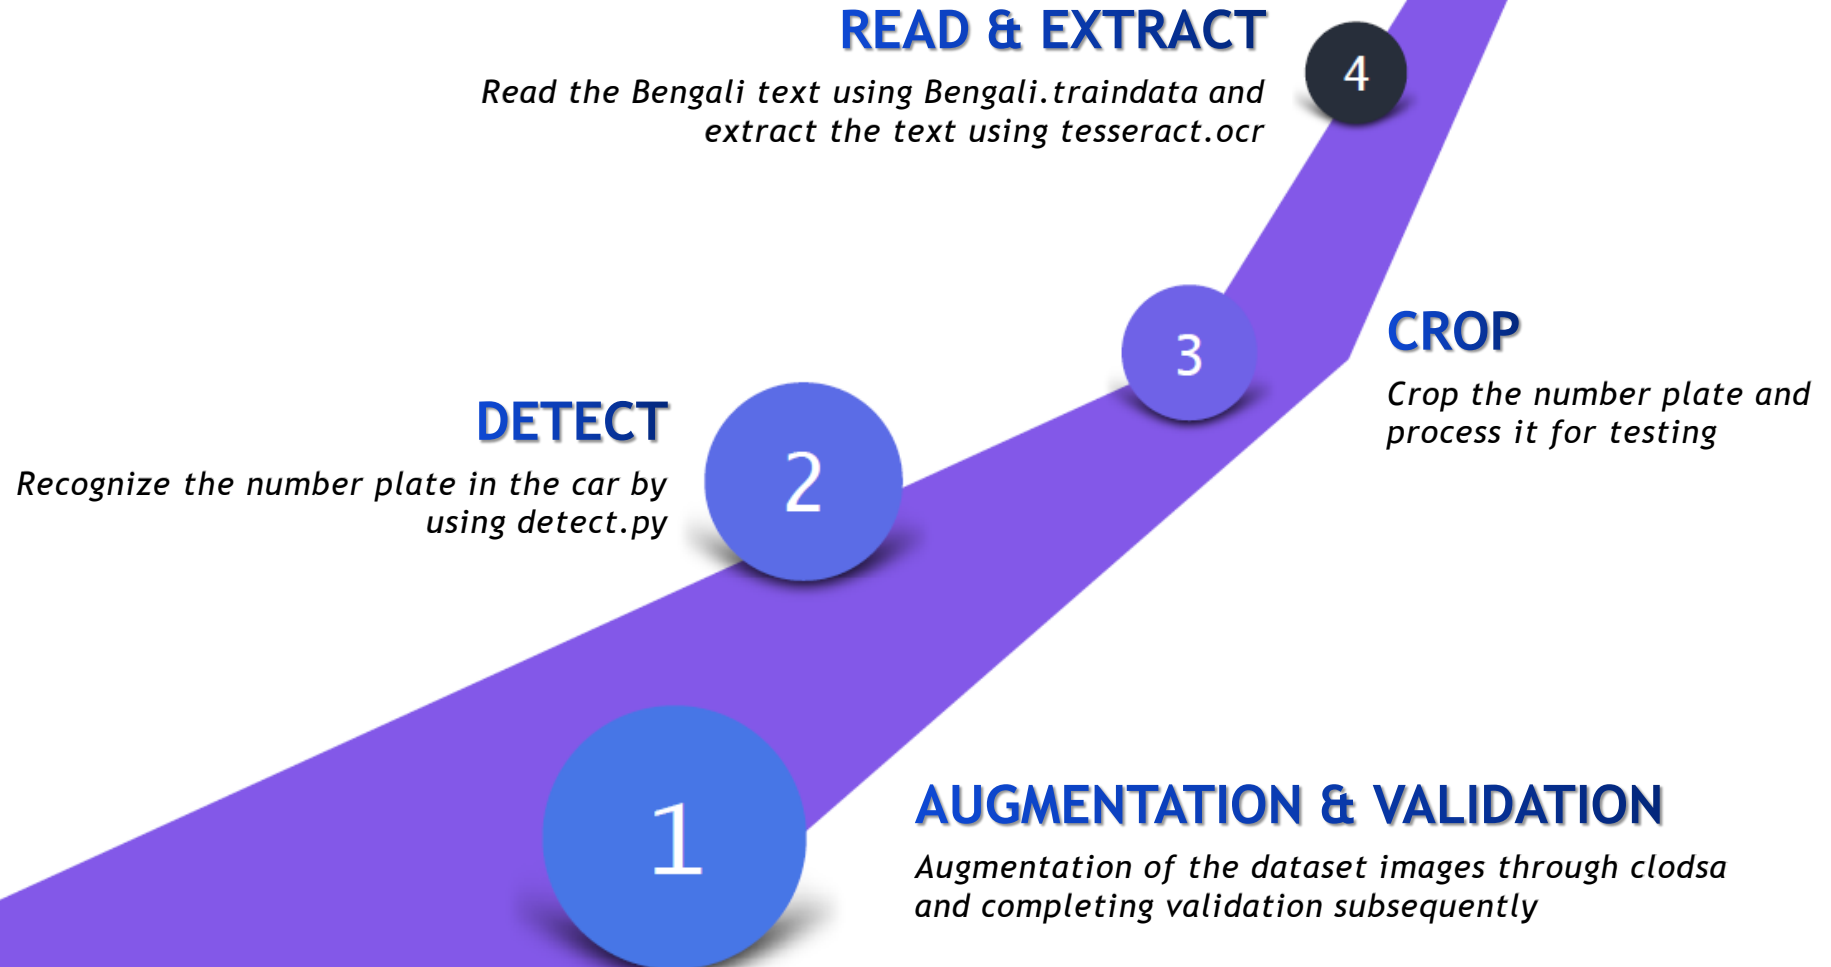 READ & EXTRACT
4
Read the Bengali text using Bengali.traindata and
extract the text using tesseract.ocr
3
CROP
Crop the number plate and
process it for testing
DETECT
2
Recognize the number plate in the car by
using detect.py
1
AUGMENTATION & VALIDATION
Augmentation of the dataset images through clodsa
and completing validation subsequently